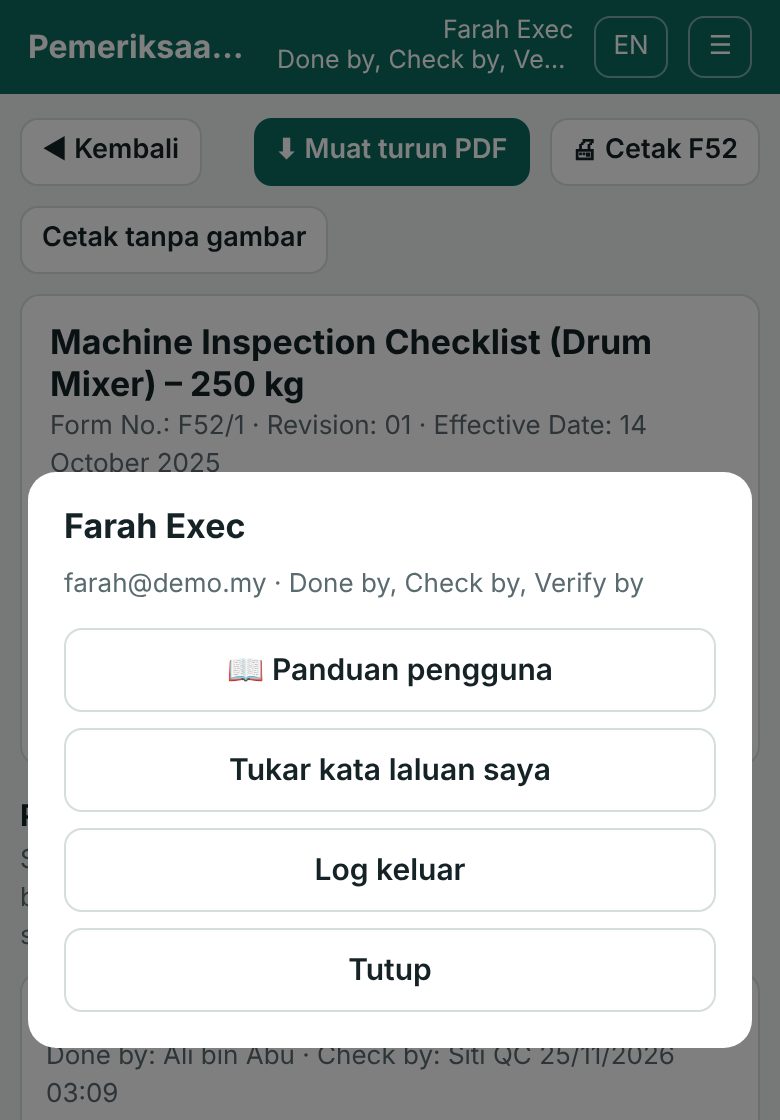 Pemeriksaa...
Farah Exec
Done by, Check by, Ve...
EN
☰
◀ Kembali
⬇ Muat turun PDF
🖨 Cetak F52
Cetak tanpa gambar
Machine Inspection Checklist (Drum
Mixer) – 250 kg
Form No.: F52/1 · Revision: 01 · Effective Date: 14
October 2025
Farah Exec
farah@demo.my · Done by, Check by, Verify by
📖 Panduan pengguna
Tukar kata laluan saya
Log keluar
Tutup
Done by: Ali bin Abu · Check by: Siti QC 25/11/2026
03:09